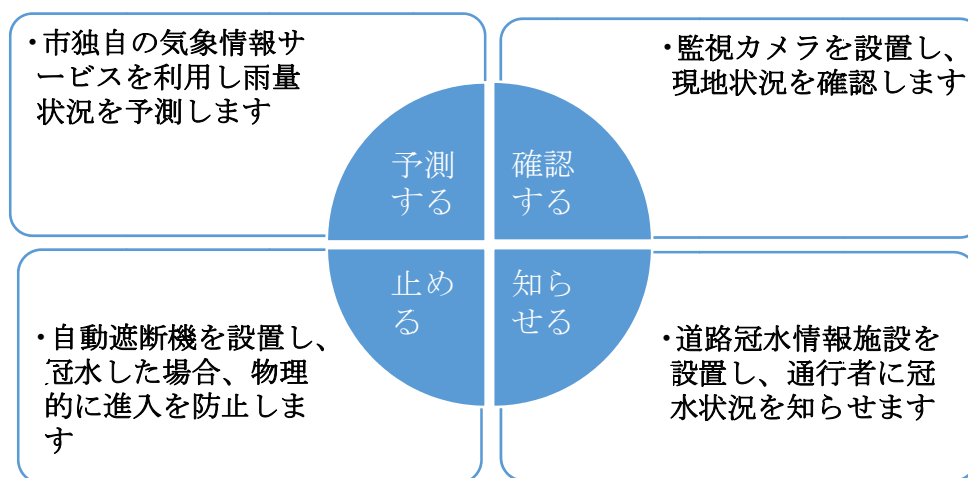 ・市独自の気象情報サ
ービスを利用し雨量
状況を予測します
・監視カメラを設置し、
現地状況を確認します
予測
する
確認
する
止め
る
知ら
せる
・自動遮断機を設置し、
冠水した場合、物理
的に進入を防止しま
す
・道路冠水情報施設を
設置し、通行者に冠
水状況を知らせます